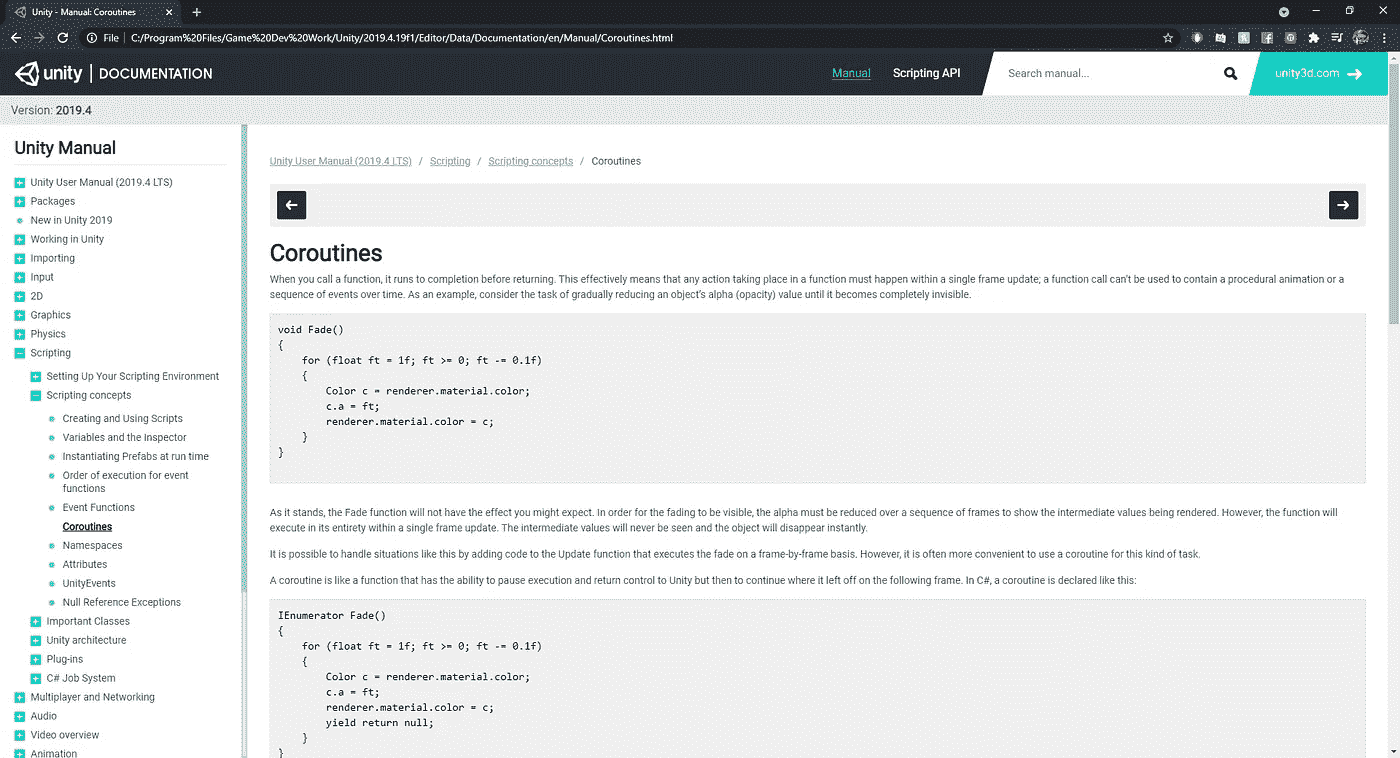 Unity - Manual: Coroutines
File | C:/Program%20Files/Game%20Dev%20Work/Unity/2019.4.19f1/Editor/Data/Documentation/en/Manual/Coroutines.html
unity | DOCUMENTATION
Manual
Scripting API
Search manual...
unity3d.com
Version: 2019.4
Unity Manual
Unity User Manual (2019.4 LTS)
Packages
New in Unity 2019
Working in Unity
Importing
Input
2D
Graphics
Physics
Scripting
Setting Up Your Scripting Environment
Scripting concepts
Creating and Using Scripts
Variables and the Inspector
Instantiating Prefabs at run time
Order of execution for event
functions
Event Functions
Coroutines
Namespaces
Attributes
UnityEvents
Null Reference Exceptions
Important Classes
Unity architecture
Plug-ins
C# Job System
Multiplayer and Networking
Audio
Video overview
Animation
Unity User Manual (2019.4 LTS) / Scripting / Scripting concepts / Coroutines
Coroutines
When you call a function, it runs to completion before returning. This effectively means that any action taking place in a function must happen within a single frame update; a function call can't be used to contain a procedural animation or a
sequence of events over time. As an example, consider the task of gradually reducing an object's alpha (opacity) value until it becomes completely invisible.
void Fade()
{
    for (float ft = 1f; ft >= 0; ft -= 0.1f)
    {
        Color c = renderer.material.color;
        c.a = ft;
        renderer.material.color = c;
    }
}
As it stands, the Fade function will not have the effect you might expect. In order for the fading to be visible, the alpha must be reduced over a sequence of frames to show the intermediate values being rendered. However, the function will
execute in its entirety within a single frame update. The intermediate values will never be seen and the object will disappear instantly.
It is possible to handle situations like this by adding code to the Update function that executes the fade on a frame-by-frame basis. However, it is often more convenient to use a coroutine for this kind of task.
A coroutine is like a function that has the ability to pause execution and return control to Unity but then to continue where it left off on the following frame. In C#, a coroutine is declared like this:
IEnumerator Fade()
{
    for (float ft = 1f; ft >= 0; ft -= 0.1f)
    {
        Color c = renderer.material.color;
        c.a = ft;
        renderer.material.color = c;
        yield return null;
    }
}